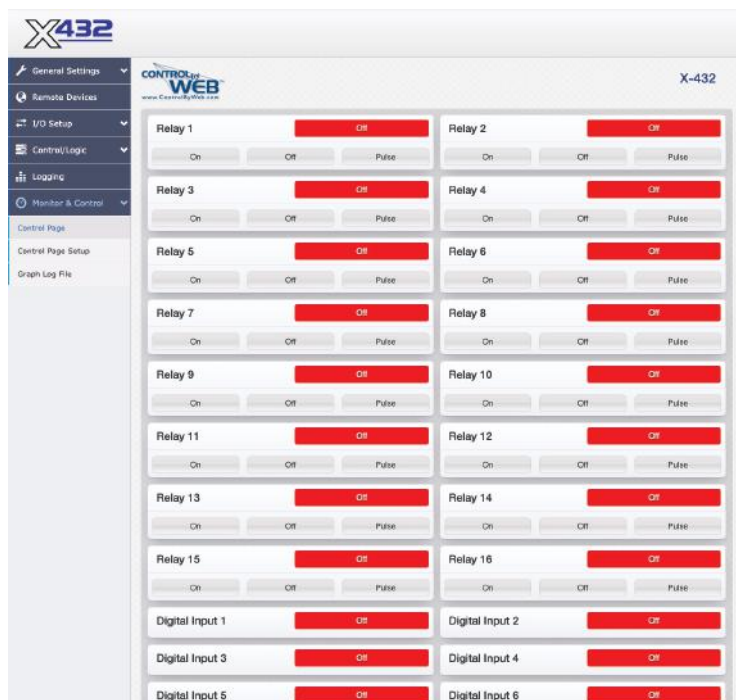 X432
General Settings
Remote Devices
I/O Setup
Control/Logic
Logging
Monitor & Control
Control Page
Control Page Setup
Graph Log File
CONTROL by WEB
www.ControlByWeb.com
X-432
Relay 1 Off Relay 2 Off
On Off Pulse On Off Pulse
Relay 3 Off Relay 4 Off
On Off Pulse On Off Pulse
Relay 5 Off Relay 6 Off
On Off Pulse On Off Pulse
Relay 7 Off Relay 8 Off
On Off Pulse On Off Pulse
Relay 9 Off Relay 10 Off
On Off Pulse On Off Pulse
Relay 11 Off Relay 12 Off
On Off Pulse On Off Pulse
Relay 13 Off Relay 14 Off
On Off Pulse On Off Pulse
Relay 15 Off Relay 16 Off
On Off Pulse On Off Pulse
Digital Input 1 Off Digital Input 2 Off
Digital Input 3 Off Digital Input 4 Off
Digital Input 5 Off Digital Input 6 Off